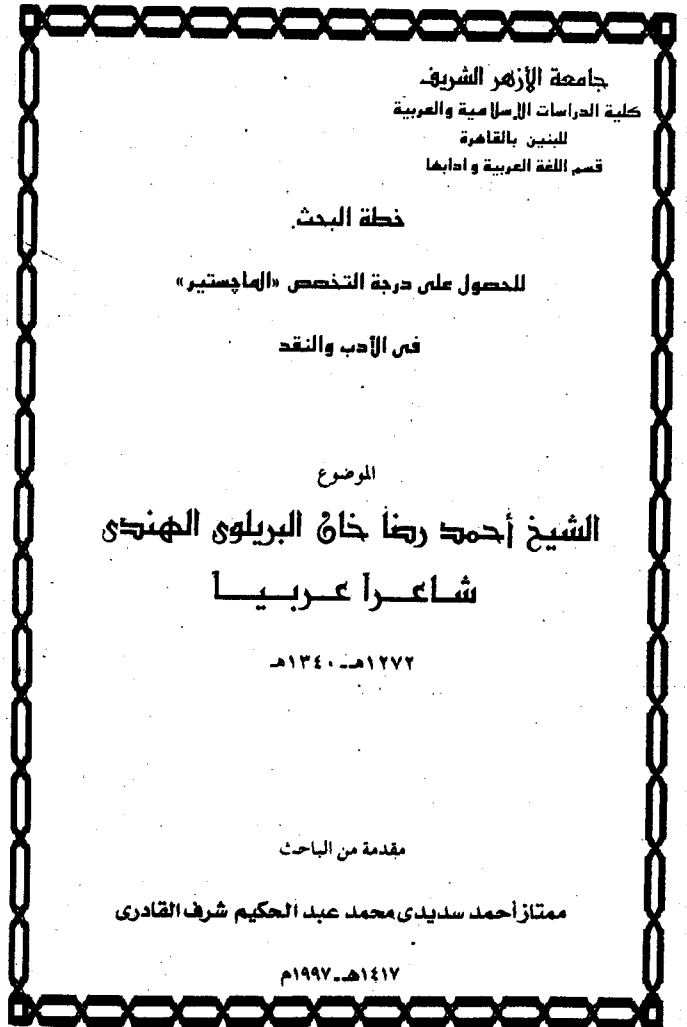 جامعة الأزهر الشريف
كلية الدراسات الإسلامية والعربية
للبنين بالقاهرة
قسم اللغة العربية وادابها
خطة البحث
للحصول على درجة التخصص «الماچستير»
فى الأدب والنقد
الموضوع
الشيخ أحمد رضا خان البريلوى الهندى
شاعراً عربياً
١٢٧٢هـ - ١٣٤٠هـ
مقدمة من الباحث
ممتاز أحمد سديدى محمد عبد الحكيم شرف القادرى
١٤١٧هـ - ١٩٩٧م